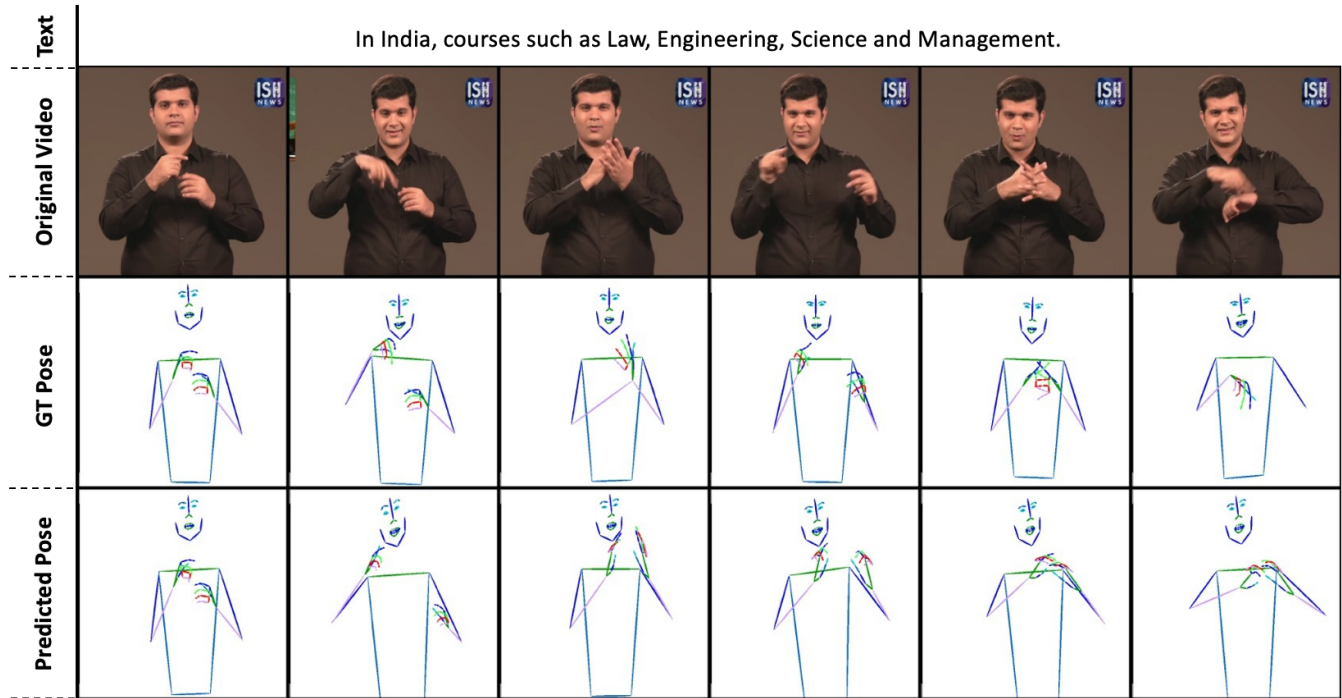 Text
In India, courses such as Law, Engineering, Science and Management.
Original Video
ISH
NEWS
ISH
NEWS
ISH
NEWS
ISH
NEWS
ISH
NEWS
ISH
NEWS
GT Pose
Predicted Pose